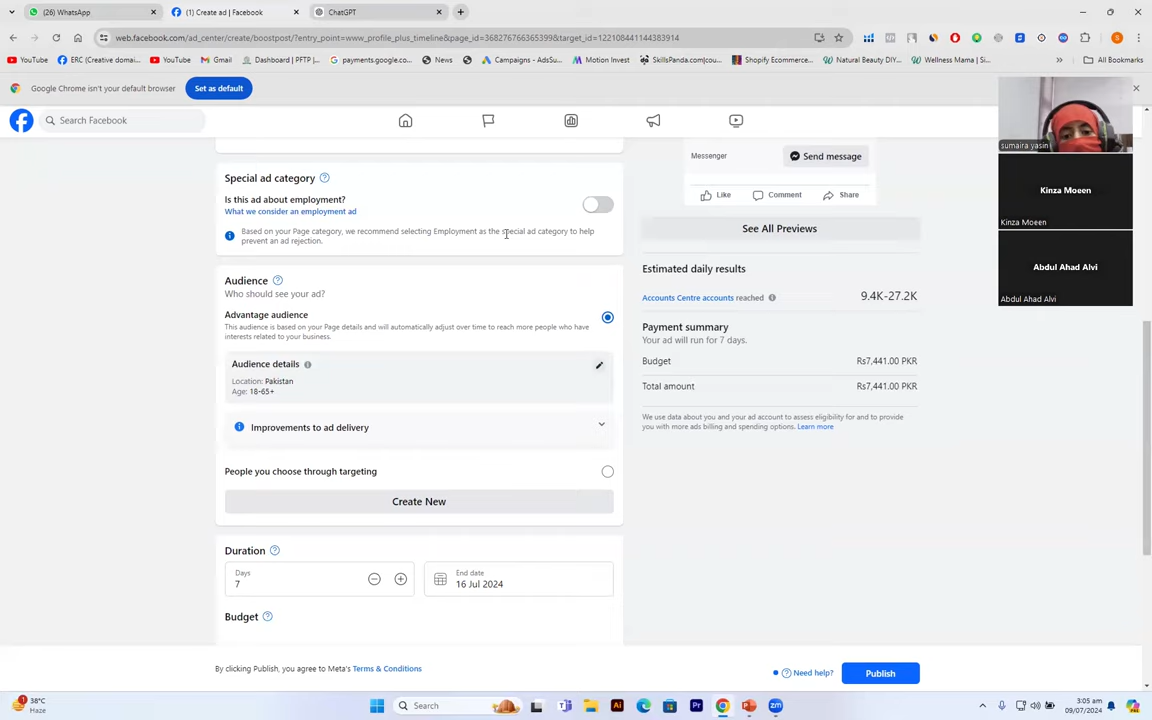 (26) WhatsApp
(1) Create ad | Facebook
ChatGPT
web.facebook.com/ad_center/create/boostpost/?entry_point=www_profile_plus_timeline&page_id=368276766365399&target_id=122108441443839​14
YouTube
ERC (Creative domai...
YouTube
Gmail
Dashboard | PFTP |...
payments.google.co...
News
Campaigns - AdsSu...
Motion Invest
SkillsPanda.com|cou...
Shopify Ecommerce...
Natural Beauty DIY...
Wellness Mama | Si...
All Bookmarks
Google Chrome isn't your default browser
Set as default
Search Facebook
sumaira yasin
Kinza Moeen
Kinza Moeen
Abdul Ahad Alvi
Abdul Ahad Alvi
Special ad category
Is this ad about employment?
What we consider an employment ad
Based on your Page category, we recommend selecting Employment as the special ad category to help
prevent an ad rejection.
Audience
Who should see your ad?
Advantage audience
This audience is based on your Page details and will automatically adjust over time to reach more people who have
interests related to your business.
Audience details
Location: Pakistan
Age: 18-65+
Improvements to ad delivery
People you choose through targeting
Create New
Duration
Days
7
End date
16 Jul 2024
Budget
Messenger
Send message
Like
Comment
Share
See All Previews
Estimated daily results
Accounts Centre accounts reached
9.4K-27.2K
Payment summary
Your ad will run for 7 days.
Budget
Rs7,441.00 PKR
Total amount
Rs7,441.00 PKR
We use data about you and your ad account to assess eligibility for and to provide
you with more ads billing and spending options. Learn more
By clicking Publish, you agree to Meta's Terms & Conditions
Need help?
Publish
38°C
Haze
Search
3:05 am
09/07/2024